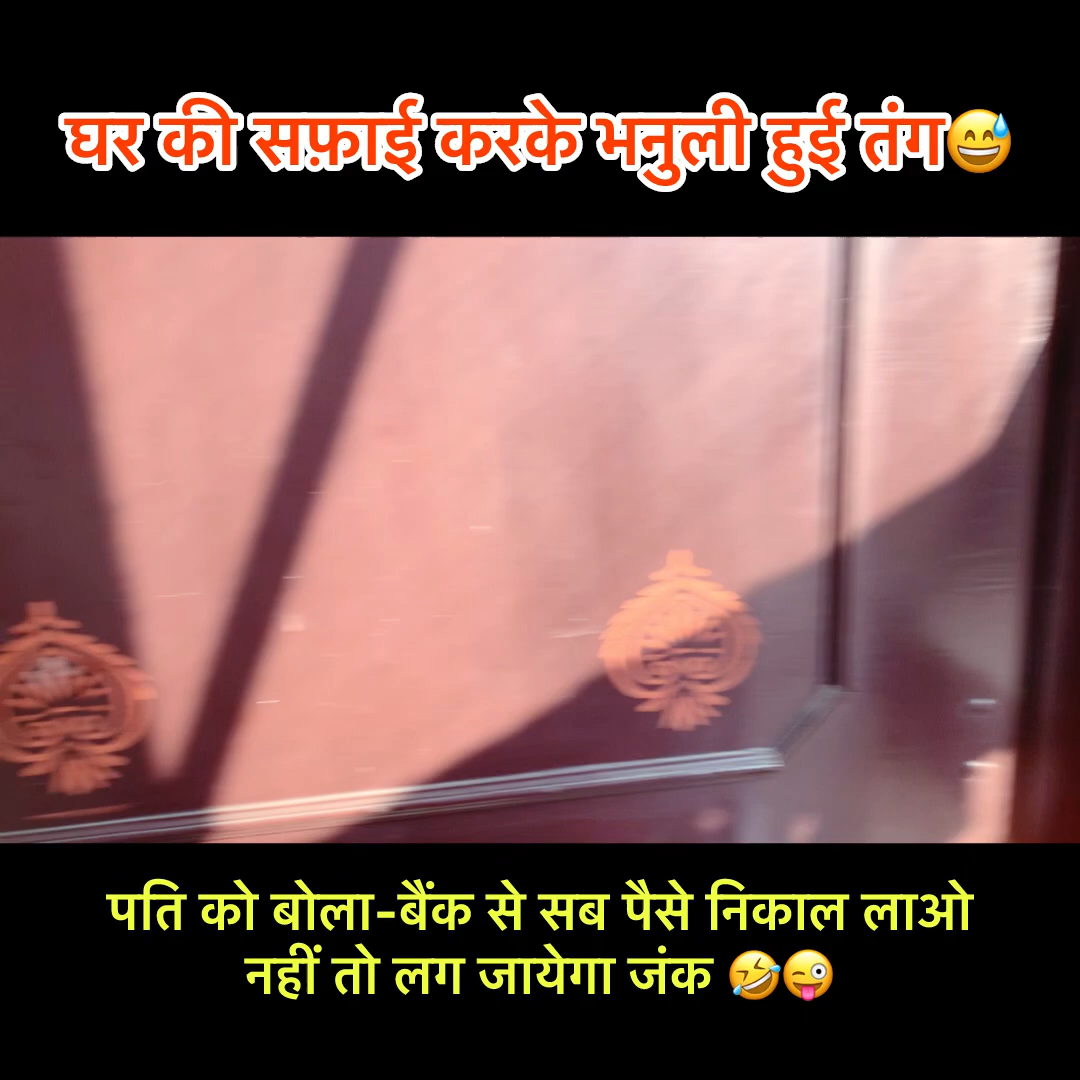 घर की सफ़ाई करके भनुली हुई तंग😅
पति को बोला-बैंक से सब पैसे निकाल लाओ
नहीं तो लग जायेगा जंक 🤣😜